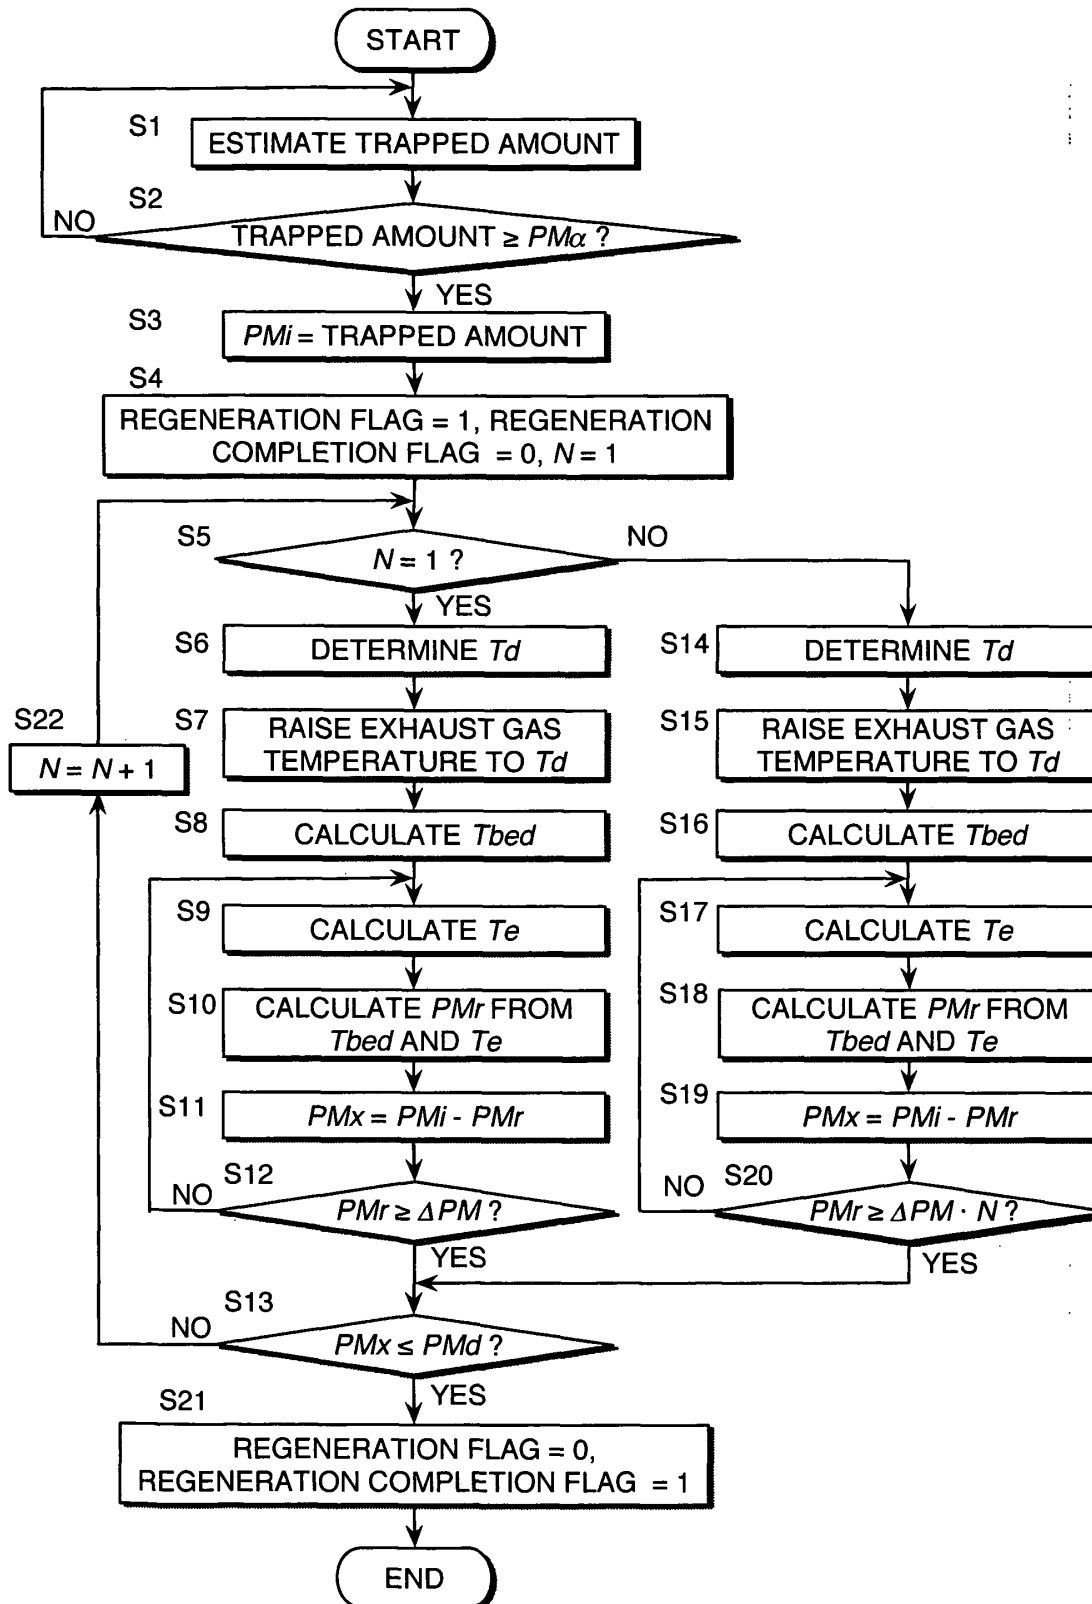 START
S1
ESTIMATE TRAPPED AMOUNT
S2
NO
TRAPPED AMOUNT ≥ PMα ?
YES
S3
PMi = TRAPPED AMOUNT
S4
REGENERATION FLAG = 1, REGENERATION
COMPLETION FLAG = 0, N = 1
S5
N = 1 ?
NO
YES
S6
DETERMINE Td
S14
DETERMINE Td
S22
N = N + 1
S7
RAISE EXHAUST GAS
TEMPERATURE TO Td
S15
RAISE EXHAUST GAS
TEMPERATURE TO Td
S8
CALCULATE Tbed
S16
CALCULATE Tbed
S9
CALCULATE Te
S17
CALCULATE Te
S10
CALCULATE PMr FROM
Tbed AND Te
S18
CALCULATE PMr FROM
Tbed AND Te
S11
PMx = PMi - PMr
S19
PMx = PMi - PMr
S12
NO
PMr ≥ ΔPM ?
YES
S20
NO
PMr ≥ ΔPM · N ?
YES
S13
NO
PMx ≤ PMd ?
YES
S21
REGENERATION FLAG = 0,
REGENERATION COMPLETION FLAG = 1
END